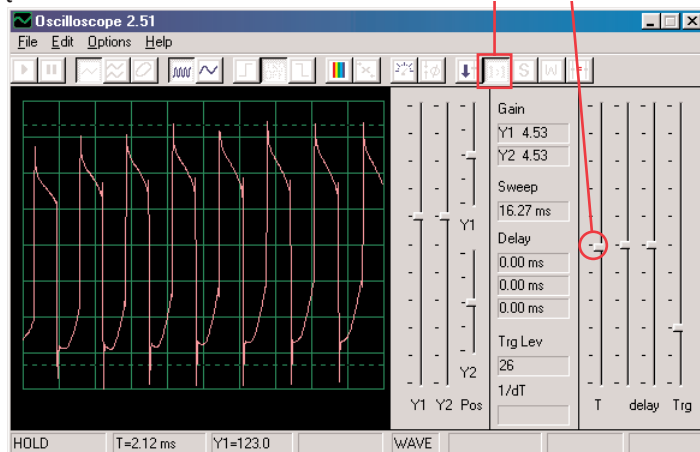 Oscilloscope 2.51
File Edit Options Help
1:1 S W
Gain
Y1 4.53
Y2 4.53
Sweep
16.27 ms
Y1
Delay
0.00 ms
0.00 ms
0.00 ms
Trg Lev
26
Y2
1/dT
Y1 Y2 Pos
T delay Trg
HOLD T=2.12 ms Y1=123.0 WAVE